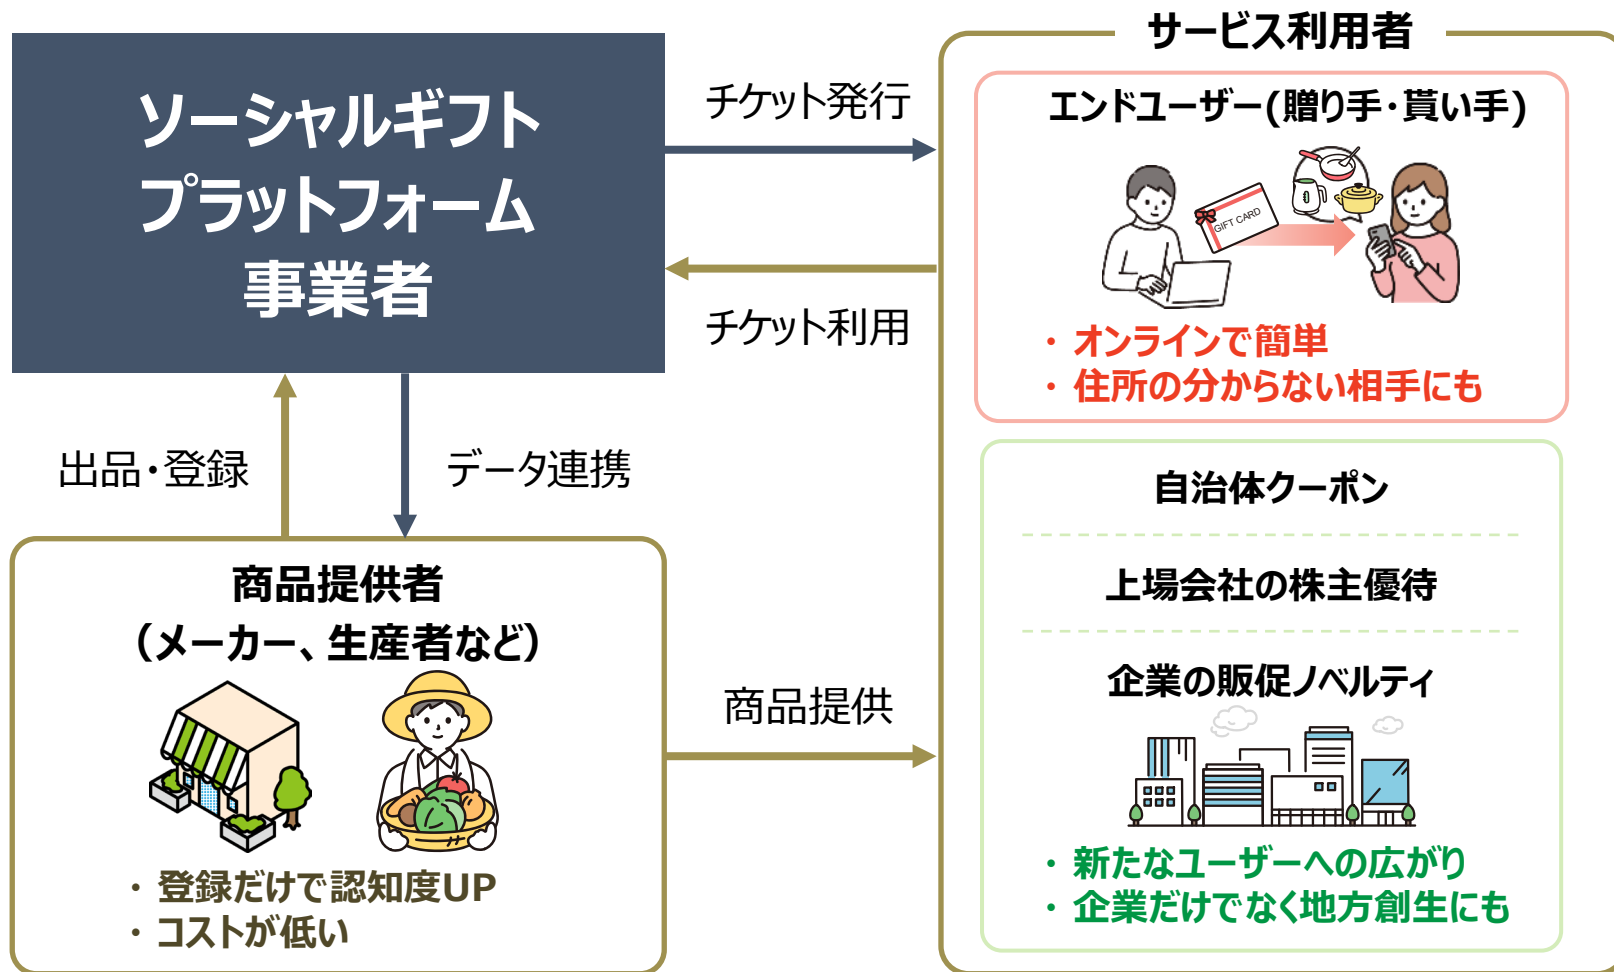 ソーシャルギフト
プラットフォーム
事業者
チケット発行
チケット利用
出品・登録
データ連携
商品提供者
（メーカー、生産者など）
・ 登録だけで認知度UP
・ コストが低い
商品提供
サービス利用者
エンドユーザー(贈り手・貰い手)
GIFT CARD
・ オンラインで簡単
・ 住所の分からない相手にも
自治体クーポン
上場会社の株主優待
企業の販促ノベルティ
・ 新たなユーザーへの広がり
・ 企業だけでなく地方創生にも